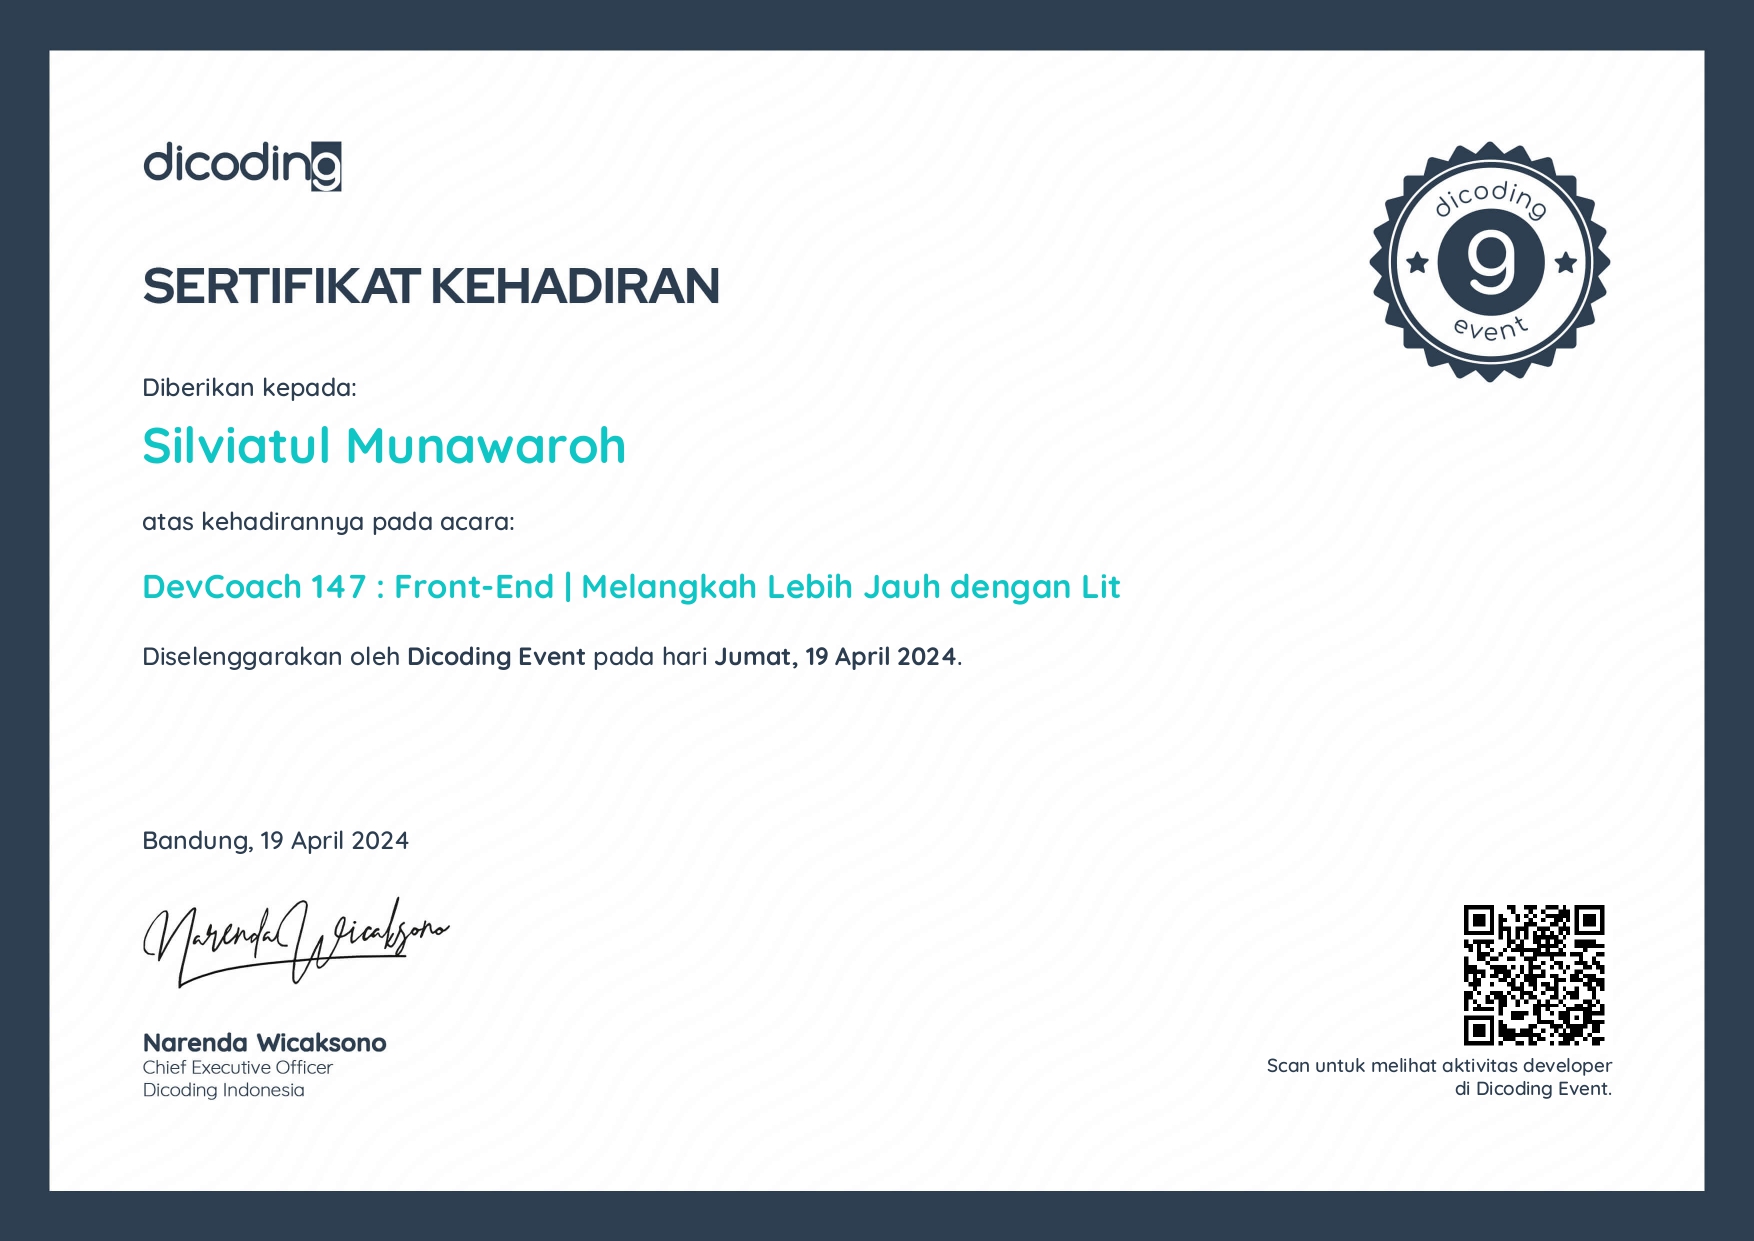 dicoding
SERTIFIKAT KEHADIRAN
dicoding
g
event
Diberikan kepada:
Silviatul Munawaroh
atas kehadirannya pada acara:
DevCoach 147 : Front-End | Melangkah Lebih Jauh dengan Lit
Diselenggarakan oleh Dicoding Event pada hari Jumat, 19 April 2024.
Bandung, 19 April 2024
Narenda Wicaksono
Narenda Wicaksono
Chief Executive Officer
Dicoding Indonesia
Scan untuk melihat aktivitas developer
di Dicoding Event.